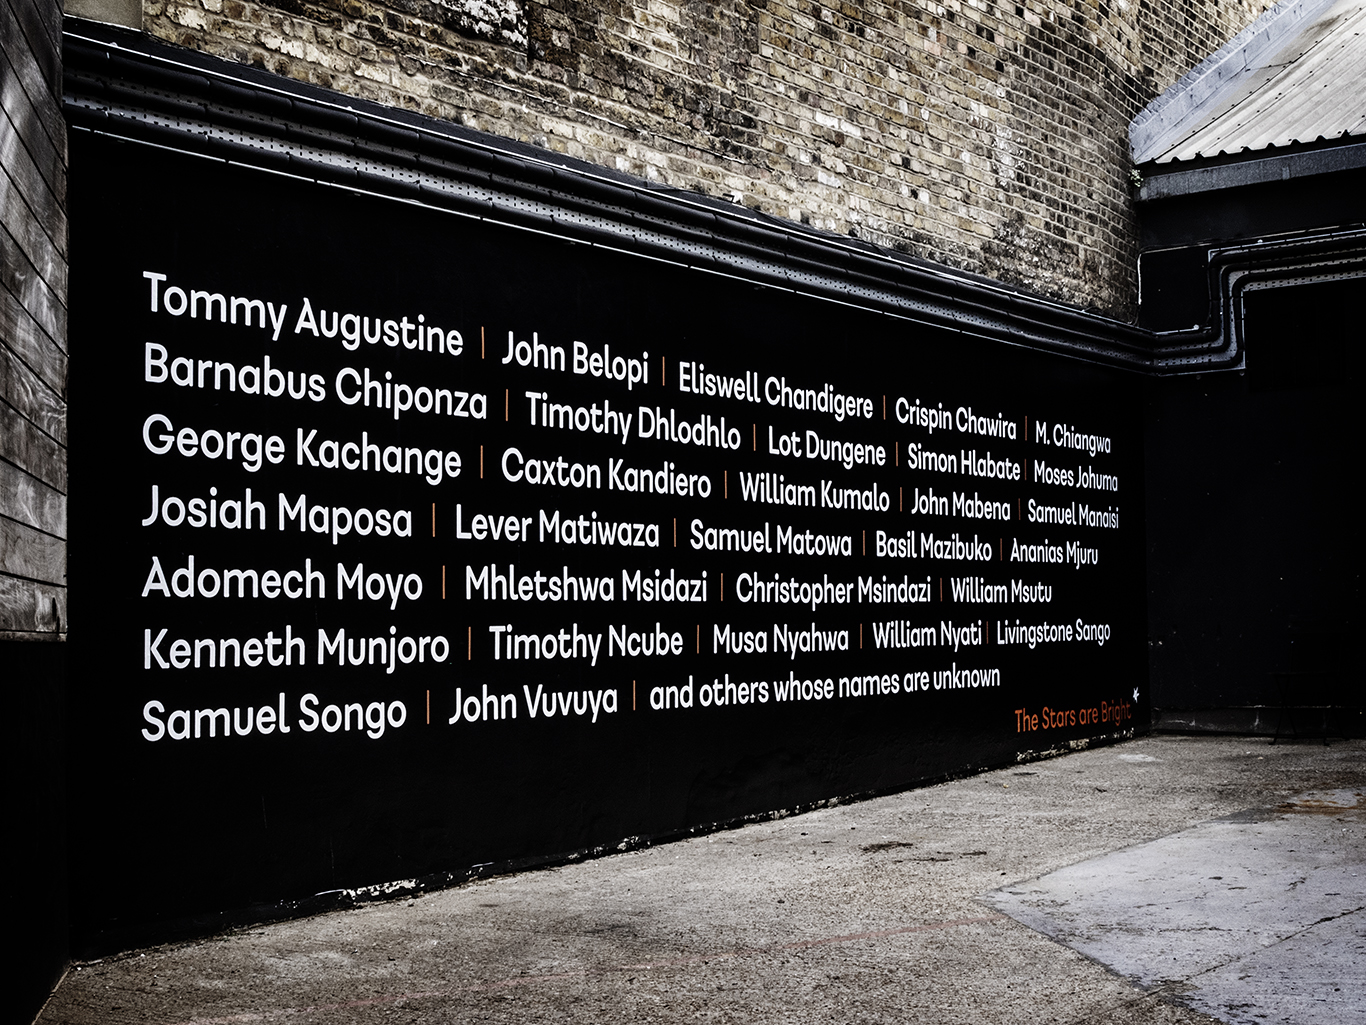 Tommy Augustine | John Belopi | Eliswell Chandigere | Crispin Chawira | M. Chiangwa
Barnabus Chiponza | Timothy Dhlodhlo | Lot Dungene | Simon Hlabate | Moses Johuma
George Kachange | Caxton Kandiero | William Kumalo | John Mabena | Samuel Manaisi
Josiah Maposa | Lever Matiwaza | Samuel Matowa | Basil Mazibuko | Ananias Mjuru
Adomech Moyo | Mhletshwa Msidazi | Christopher Msindazi | William Msutu
Kenneth Munjoro | Timothy Ncube | Musa Nyahwa | William Nyati | Livingstone Sango
Samuel Songo | John Vuvuya | and others whose names are unknown
The Stars are Bright